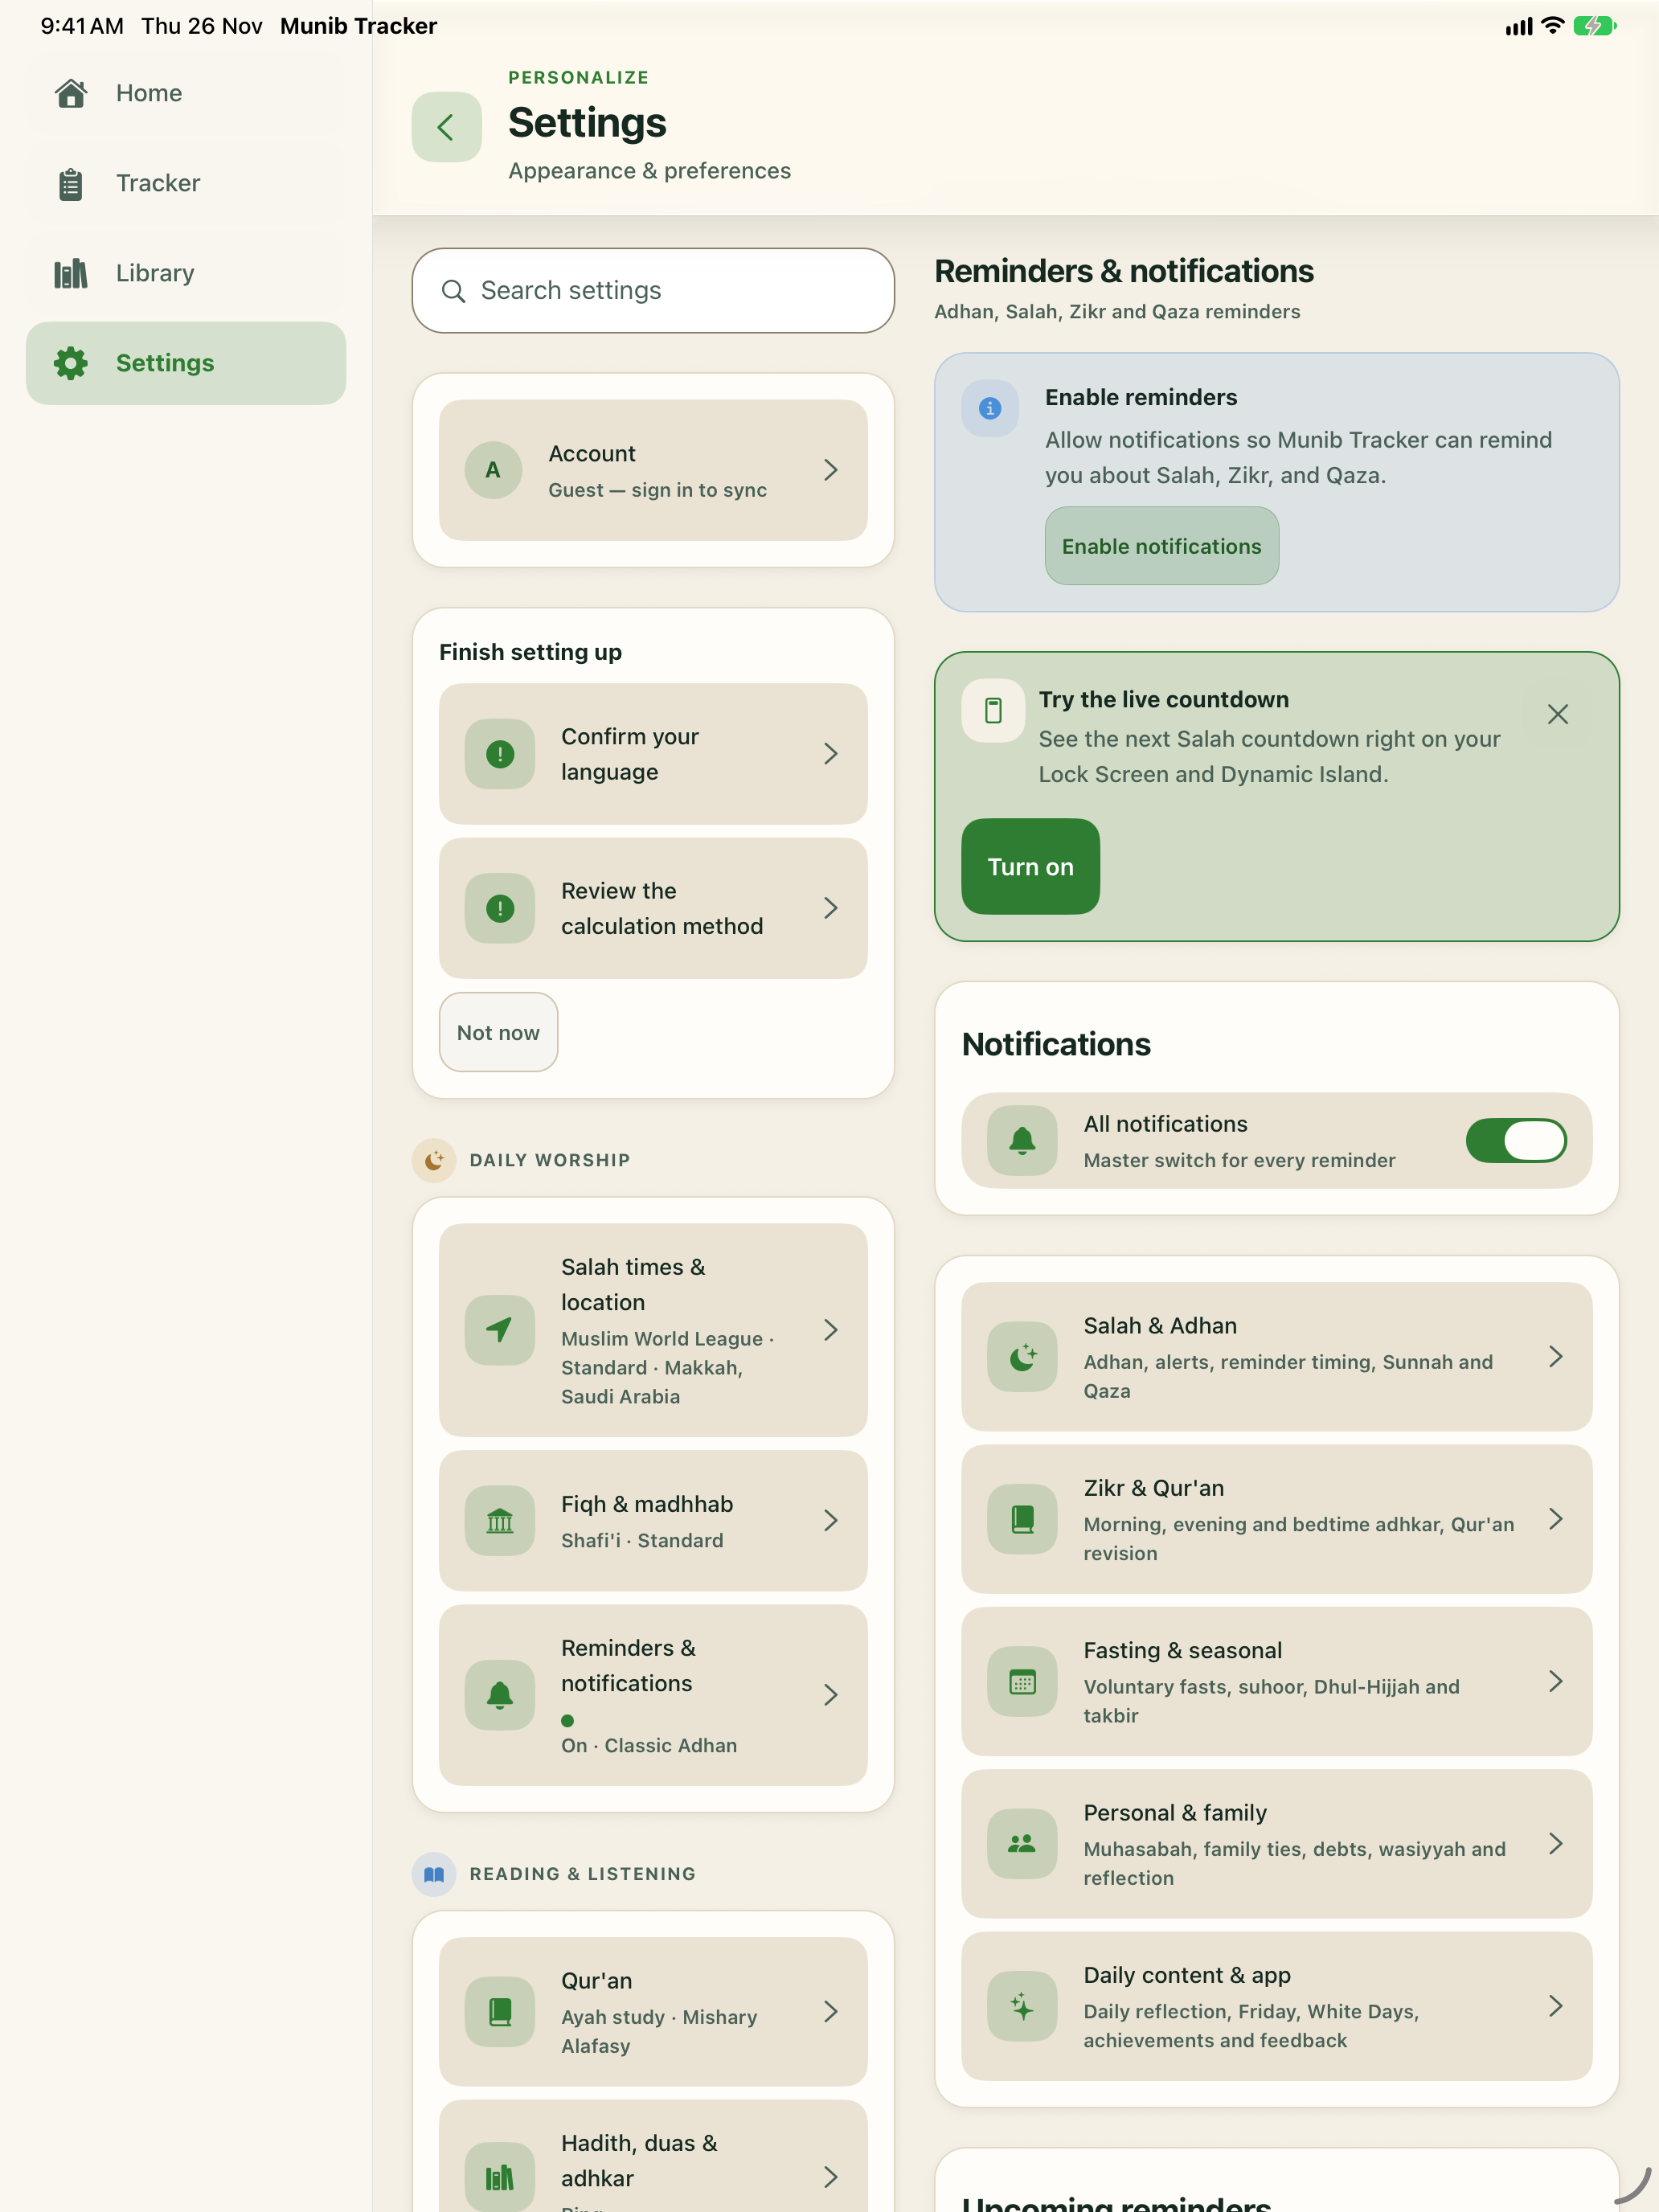 9:41 AM Thu 26 Nov Munib Tracker
Home
Tracker
Library
Settings
PERSONALIZE
Settings
Appearance & preferences
Search settings
A
Account
Guest — sign in to sync
Finish setting up
Confirm your
language
Review the
calculation method
Not now
DAILY WORSHIP
Salah times &
location
Muslim World League ·
Standard · Makkah,
Saudi Arabia
Fiqh & madhhab
Shafi'i · Standard
Reminders &
notifications
On · Classic Adhan
READING & LISTENING
Qur'an
Ayah study · Mishary
Alafasy
Hadith, duas &
adhkar
Reminders & notifications
Adhan, Salah, Zikr and Qaza reminders
Enable reminders
Allow notifications so Munib Tracker can remind
you about Salah, Zikr, and Qaza.
Enable notifications
Try the live countdown
See the next Salah countdown right on your
Lock Screen and Dynamic Island.
Turn on
Notifications
All notifications
Master switch for every reminder
Salah & Adhan
Adhan, alerts, reminder timing, Sunnah and
Qaza
Zikr & Qur'an
Morning, evening and bedtime adhkar, Qur'an
revision
Fasting & seasonal
Voluntary fasts, suhoor, Dhul-Hijjah and
takbir
Personal & family
Muhasabah, family ties, debts, wasiyyah and
reflection
Daily content & app
Daily reflection, Friday, White Days,
achievements and feedback
Upcoming reminders